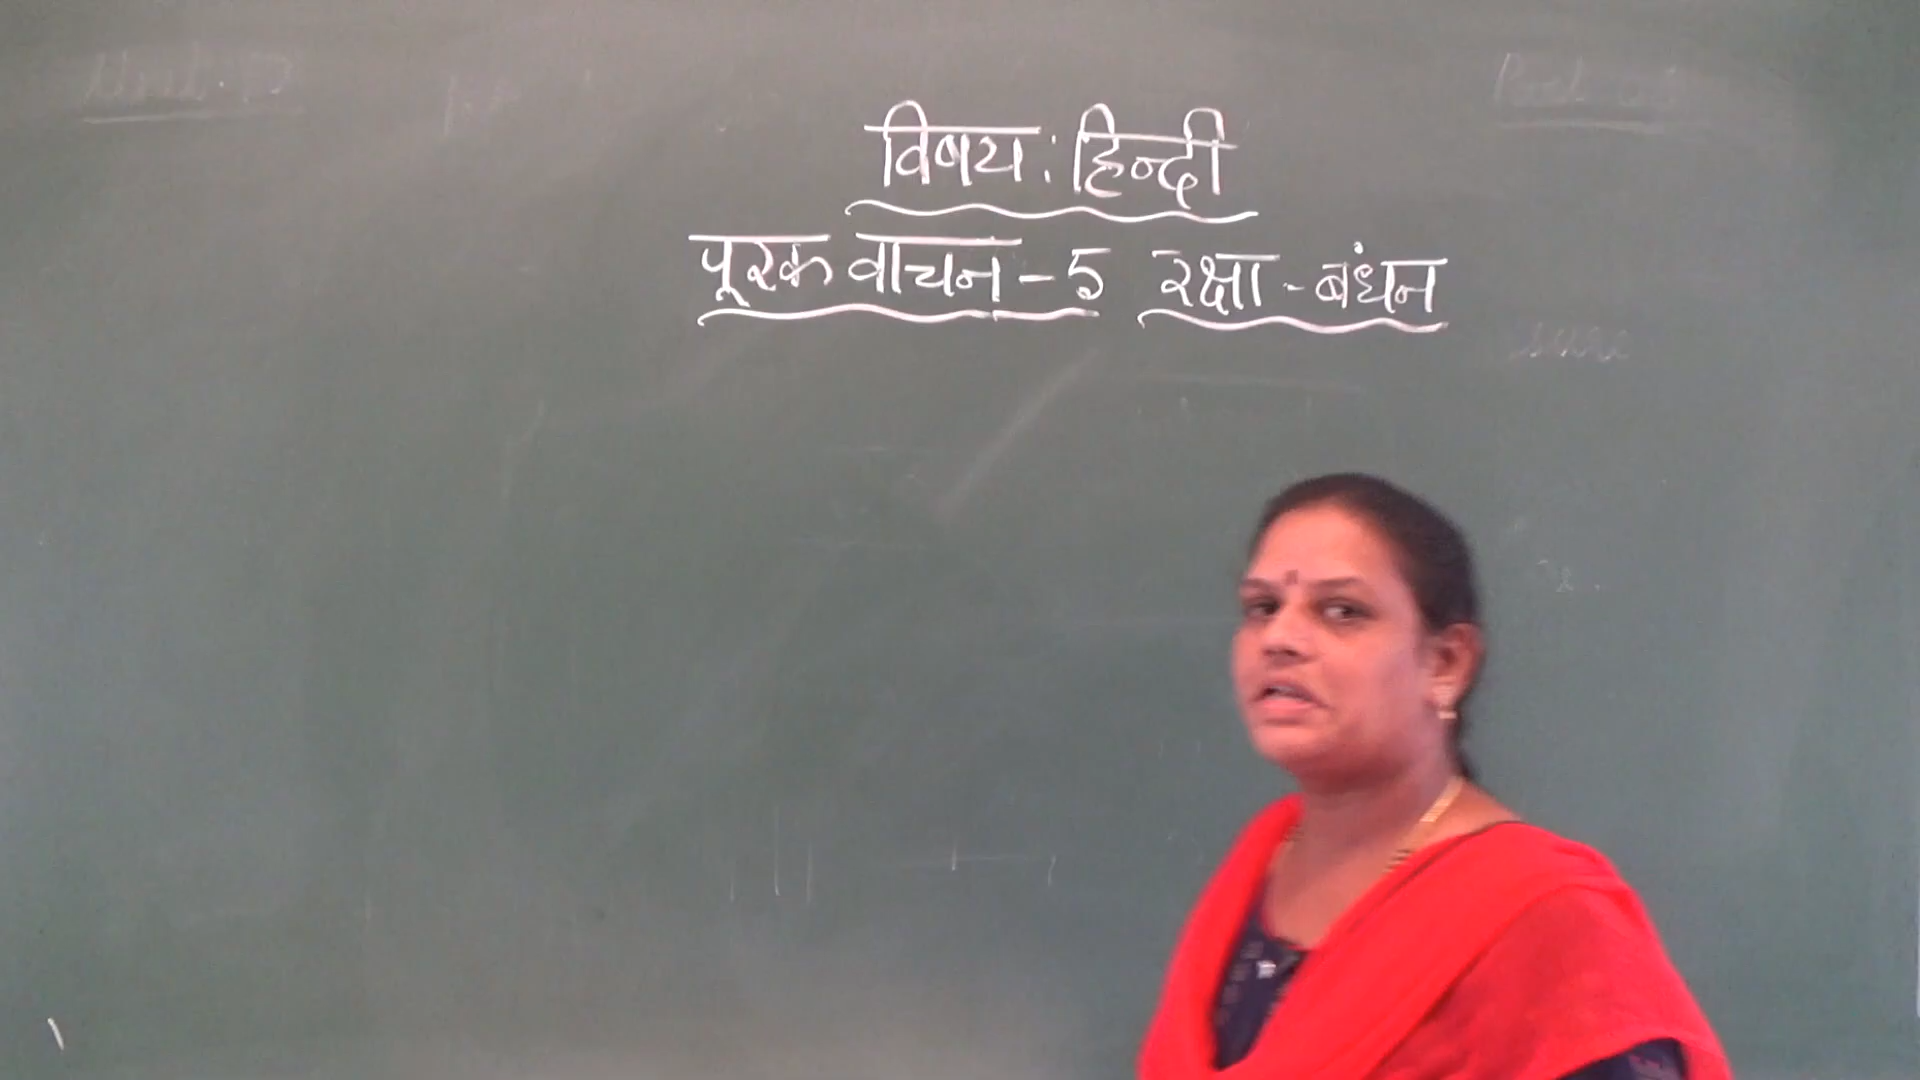 विषय : हिन्दी
पूरक वाचन - 5 रक्षा - बंधन